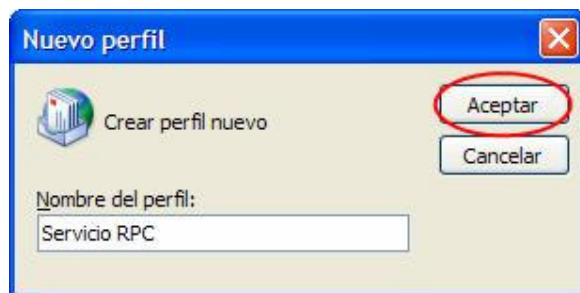 Nuevo perfil
Crear perfil nuevo
Aceptar
Cancelar
Nombre del perfil:
Servicio RPC